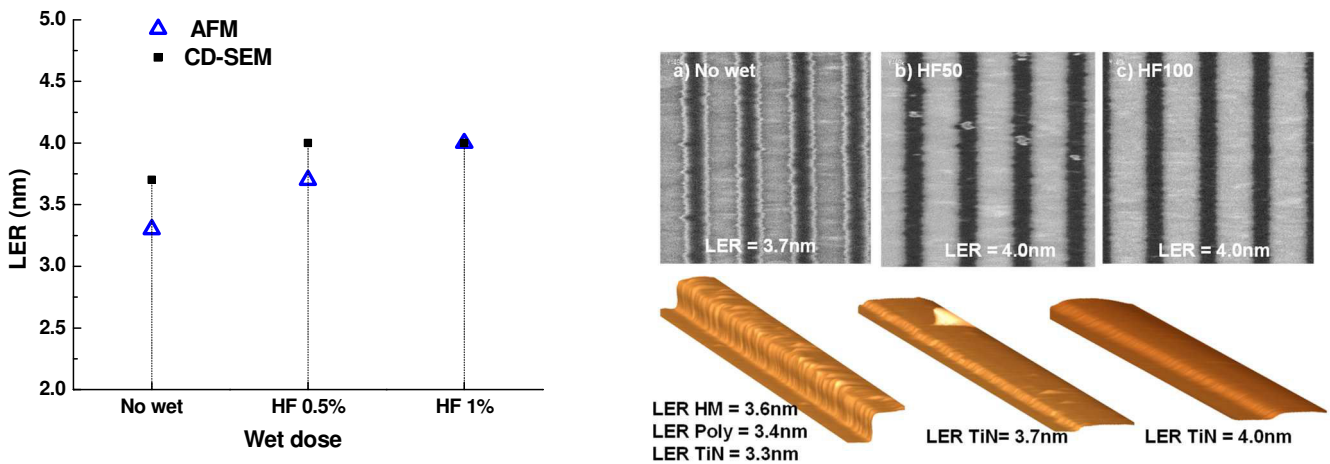 5.0
4.5
4.0
3.5
3.0
2.5
2.0
LER (nm)
AFM
CD-SEM
No wet
HF 0.5%
HF 1%
Wet dose
a) No wet
LER = 3.7nm
b) HF50
LER = 4.0nm
c) HF100
LER = 4.0nm
LER HM = 3.6nm
LER Poly = 3.4nm
LER TiN = 3.3nm
LER TiN= 3.7nm
LER TiN = 4.0nm